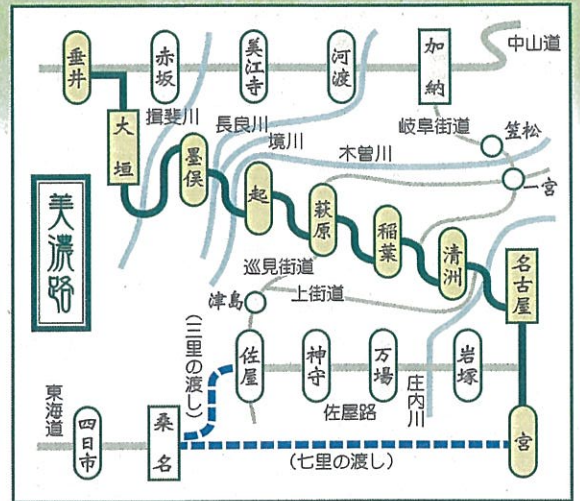 中山道
垂井
赤坂
美江寺
河渡
加納
岐阜街道
笠松
一宮
揖斐川
長良川
境川
木曽川
大垣
墨俣
起
萩原
稲葉
清洲
名古屋
美濃路
巡見街道
上街道
津島
(三里の渡し)
佐屋
神守
万場
岩塚
佐屋路
庄内川
東海道
四日市
桑名
(七里の渡し)
宮